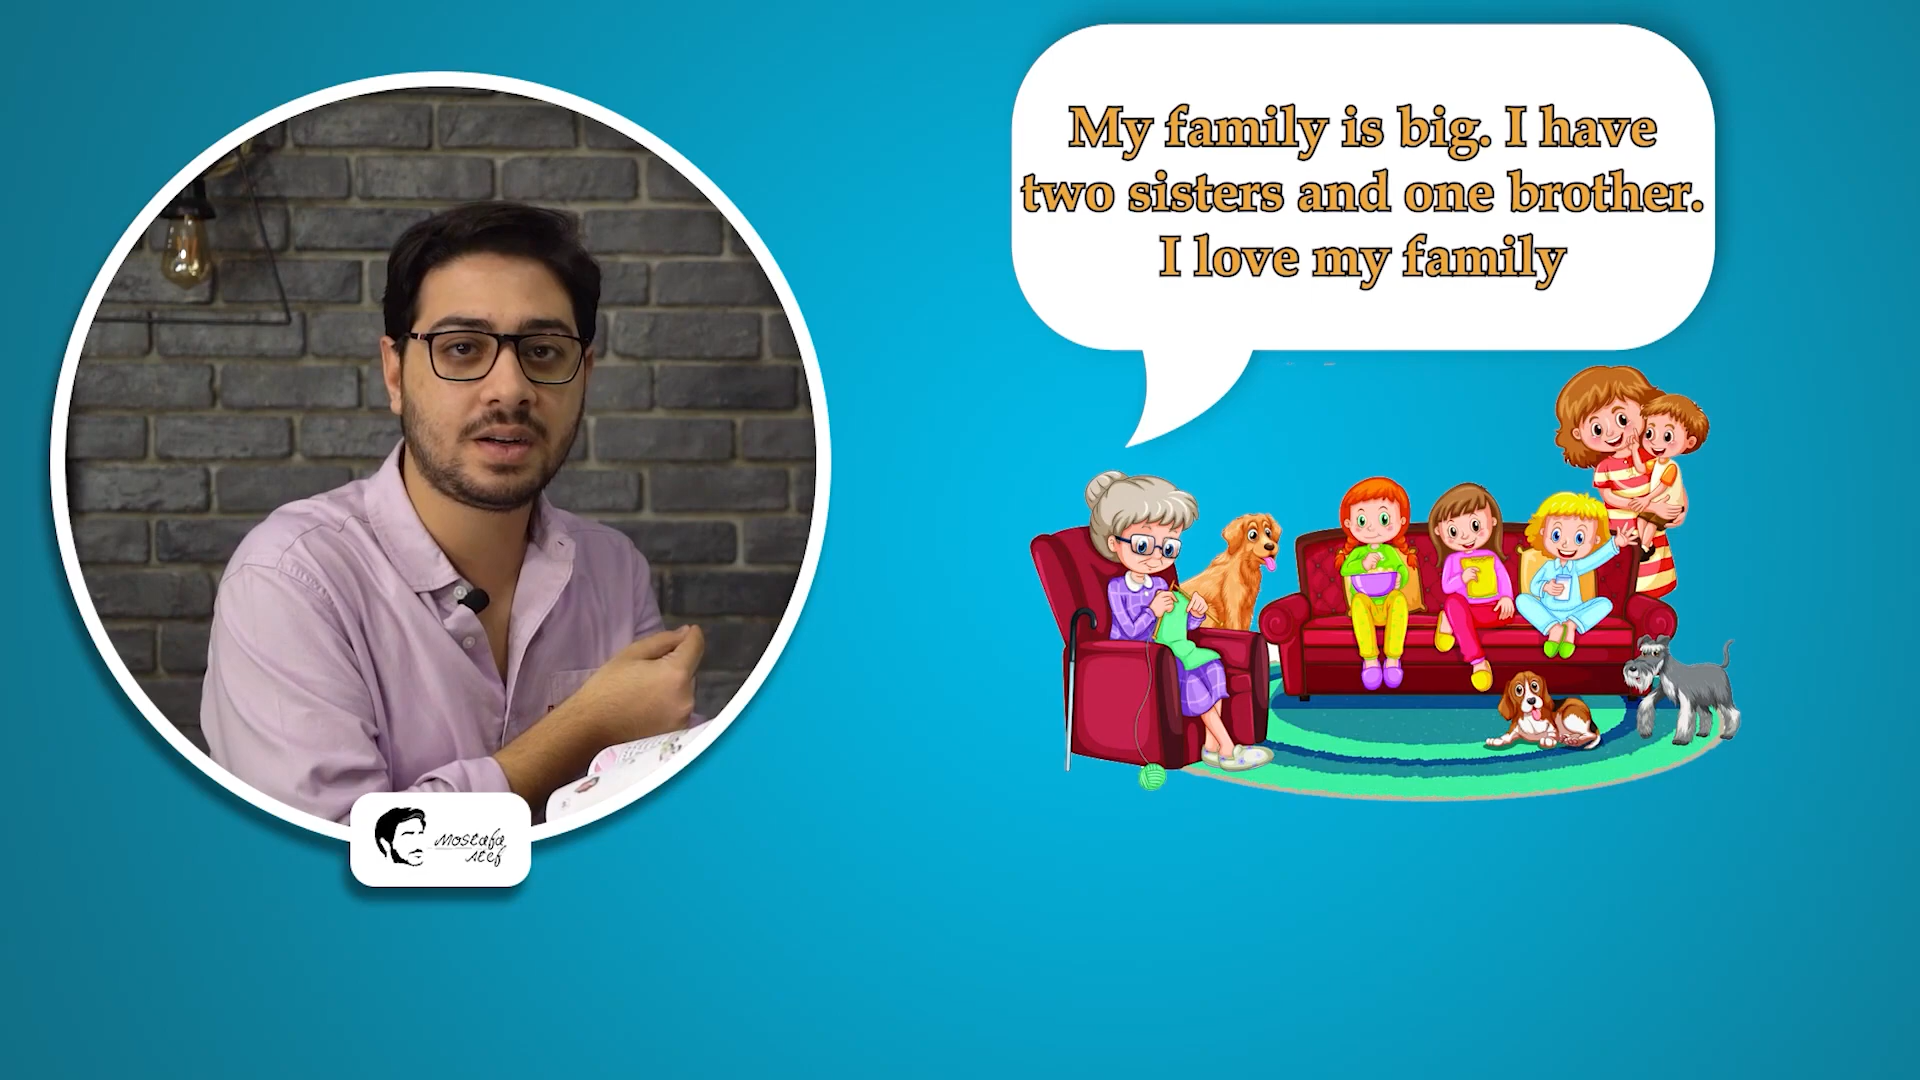 My family is big. I have
two sisters and one brother.
I love my family
Mostafa
Atef